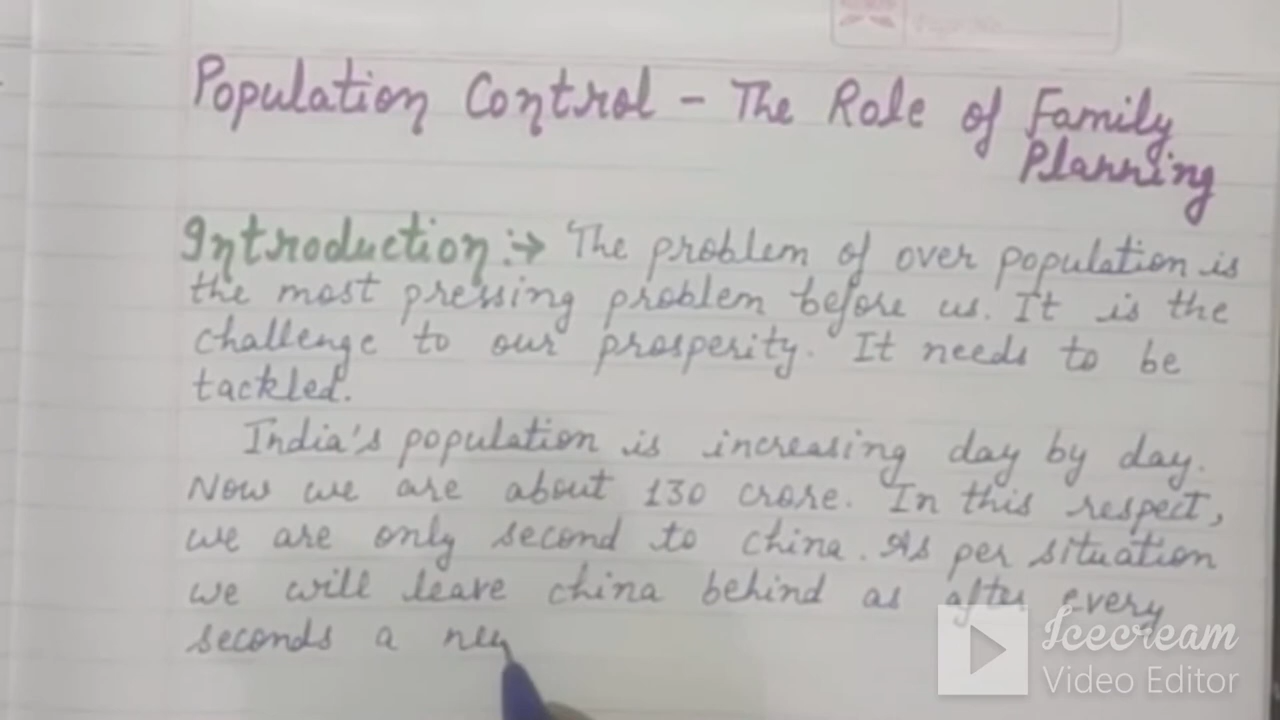 Population Control - The Role of Family
Planning
Introduction:→ The problem of over population is
the most pressing problem before us. It is the
challenge to our prosperity. It needs to be
tackled.
India's population is increasing day by day.
Now we are about 130 crore. In this respect,
we are only second to china. As per situation
we will leave china behind as after every
seconds a new
Icecream
Video Editor